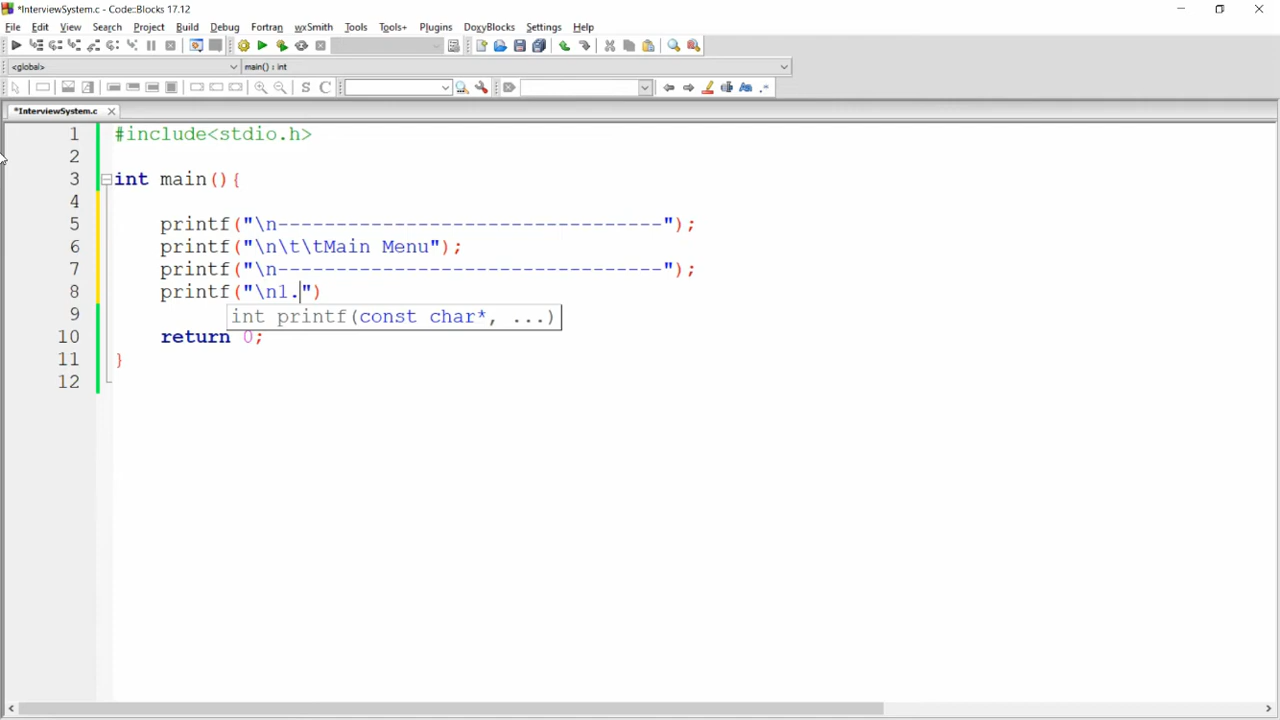 *InterviewSystem.c - Code::Blocks 17.12
File Edit View Search Project Build Debug Fortran wxSmith Tools Tools+ Plugins DoxyBlocks Settings Help
<global> main() : int
S C
*InterviewSystem.c
1 #include<stdio.h>
2
3 int main(){
4
5 printf("\n---------------------------------");
6 printf("\n\t\tMain Menu");
7 printf("\n---------------------------------");
8 printf("\n1.")
9 int printf(const char*, ...)
10 return 0;
11 }
12